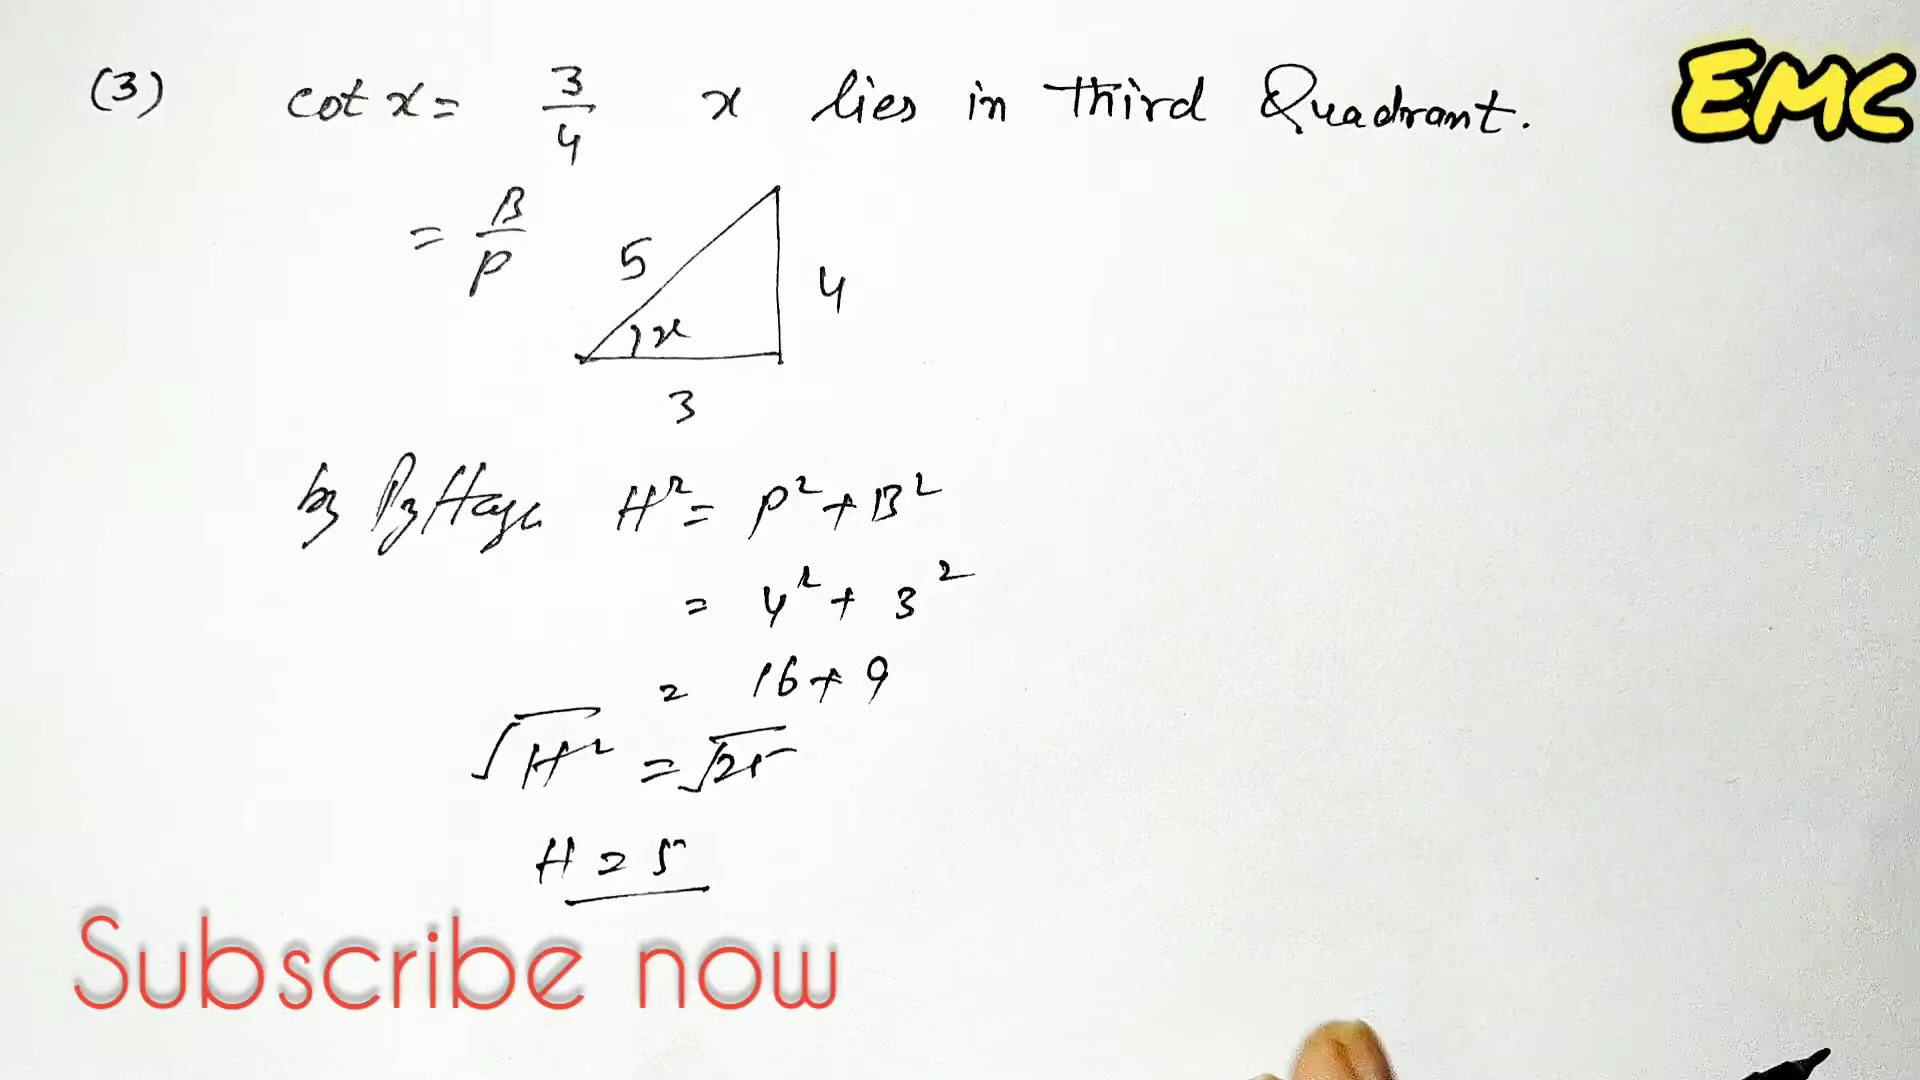 (3) cot x = 3/4 x lies in third Quadrant.
EMC
= B/P
5
4
x
3
by H² = P² + B²
= 4² + 3²
= 16 + 9
√H² = √25
H = 5
Subscribe now